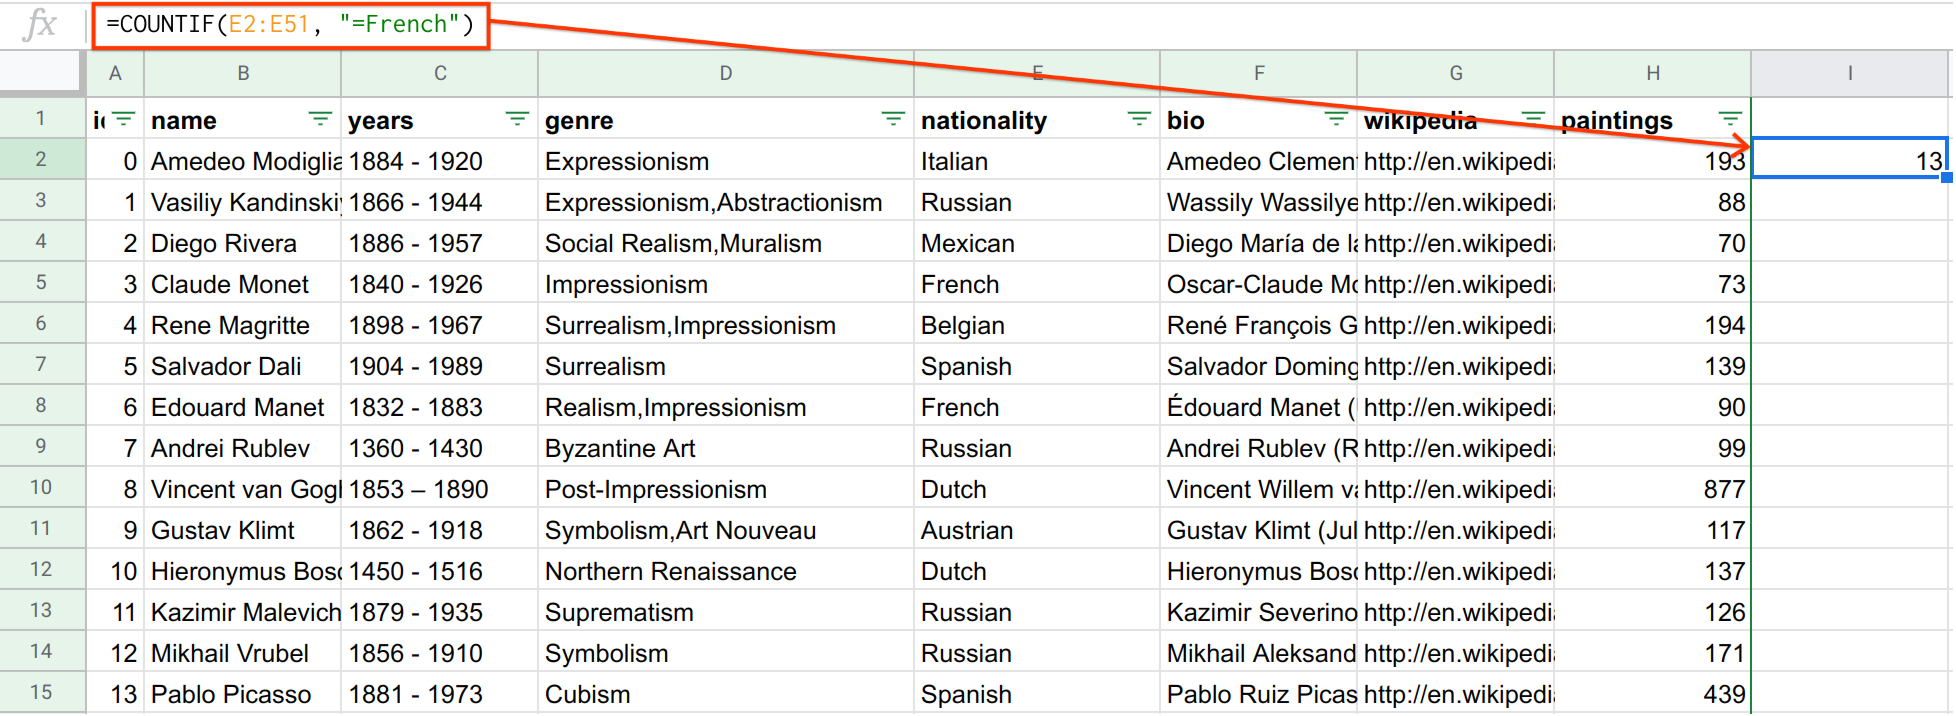 fx =COUNTIF(E2:E51, "=French")
A B C D E F G H I
1 name years genre nationality bio wikipedia paintings
2 0 Amedeo Modiglia 1884 - 1920 Expressionism Italian Amedeo Clemen http://en.wikipedi 193 13
3 1 Vasiliy Kandinskiy 1866 - 1944 Expressionism,Abstractionism Russian Wassily Wassilye http://en.wikipedi 88
4 2 Diego Rivera 1886 - 1957 Social Realism,Muralism Mexican Diego María de la http://en.wikipedi 70
5 3 Claude Monet 1840 - 1926 Impressionism French Oscar-Claude Mo http://en.wikipedi 73
6 4 Rene Magritte 1898 - 1967 Surrealism,Impressionism Belgian René François G http://en.wikipedi 194
7 5 Salvador Dali 1904 - 1989 Surrealism Spanish Salvador Doming http://en.wikipedi 139
8 6 Edouard Manet 1832 - 1883 Realism,Impressionism French Édouard Manet ( http://en.wikipedi 90
9 7 Andrei Rublev 1360 - 1430 Byzantine Art Russian Andrei Rublev (R http://en.wikipedi 99
10 8 Vincent van Gogh 1853 – 1890 Post-Impressionism Dutch Vincent Willem va http://en.wikipedi 877
11 9 Gustav Klimt 1862 - 1918 Symbolism,Art Nouveau Austrian Gustav Klimt (Jul http://en.wikipedi 117
12 10 Hieronymus Bosc 1450 - 1516 Northern Renaissance Dutch Hieronymus Bosc http://en.wikipedi 137
13 11 Kazimir Malevich 1879 - 1935 Suprematism Russian Kazimir Severino http://en.wikipedi 126
14 12 Mikhail Vrubel 1856 - 1910 Symbolism Russian Mikhail Aleksand http://en.wikipedi 171
15 13 Pablo Picasso 1881 - 1973 Cubism Spanish Pablo Ruiz Picas http://en.wikipedi 439